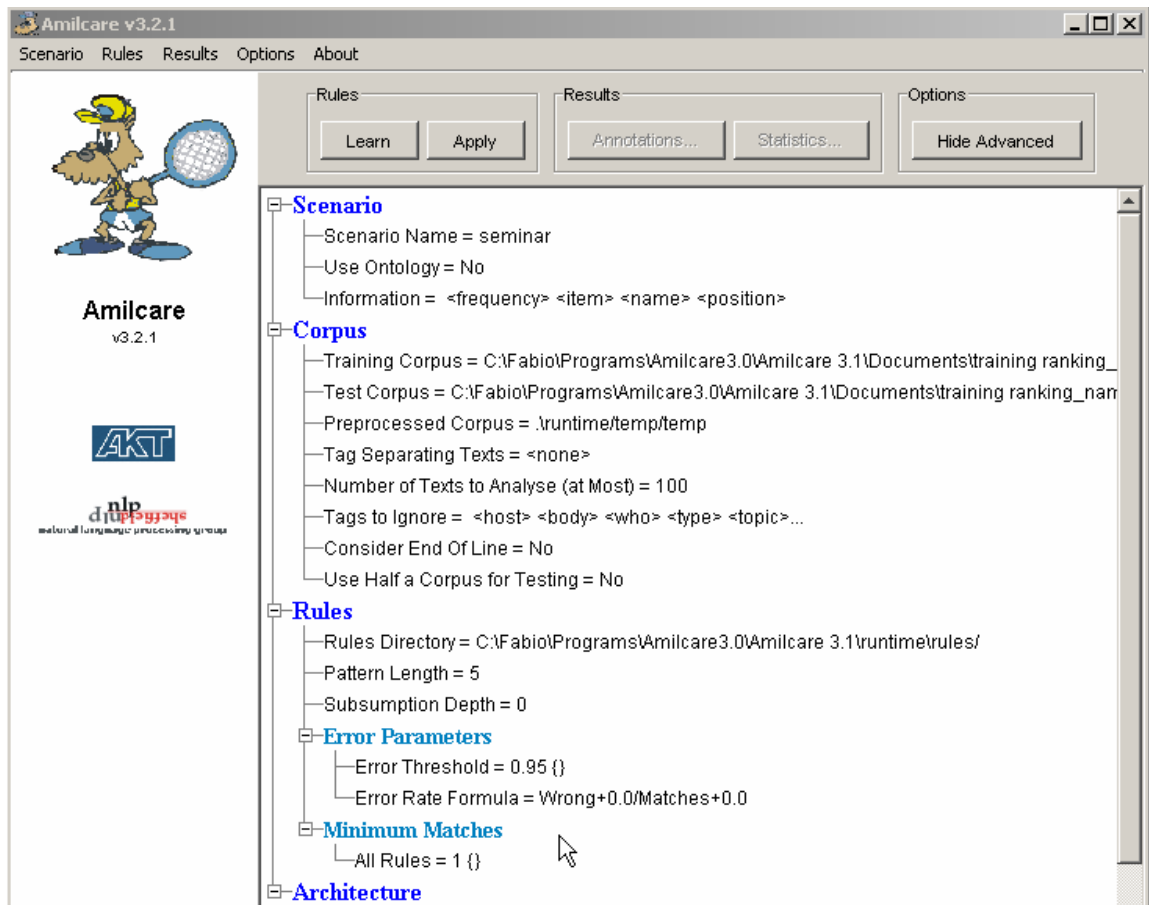 Amilcare v3.2.1
Scenario Rules Results Options About
Rules
Results
Options
Learn
Apply
Annotations...
Statistics...
Hide Advanced
Amilcare
v3.2.1
AKT
nlp
sheffield
natural language processing group
Scenario
Scenario Name = seminar
Use Ontology = No
Information = <frequency> <item> <name> <position>
Corpus
Training Corpus = C:\Fabio\Programs\Amilcare3.0\Amilcare 3.1\Documents\training ranking_
Test Corpus = C:\Fabio\Programs\Amilcare3.0\Amilcare 3.1\Documents\training ranking_nam
Preprocessed Corpus = .\runtime/temp/temp
Tag Separating Texts = <none>
Number of Texts to Analyse (at Most) = 100
Tags to Ignore = <host> <body> <who> <type> <topic>...
Consider End Of Line = No
Use Half a Corpus for Testing = No
Rules
Rules Directory = C:\Fabio\Programs\Amilcare3.0\Amilcare 3.1\runtime\rules/
Pattern Length = 5
Subsumption Depth = 0
Error Parameters
Error Threshold = 0.95 {}
Error Rate Formula = Wrong+0.0/Matches+0.0
Minimum Matches
All Rules = 1 {}
Architecture